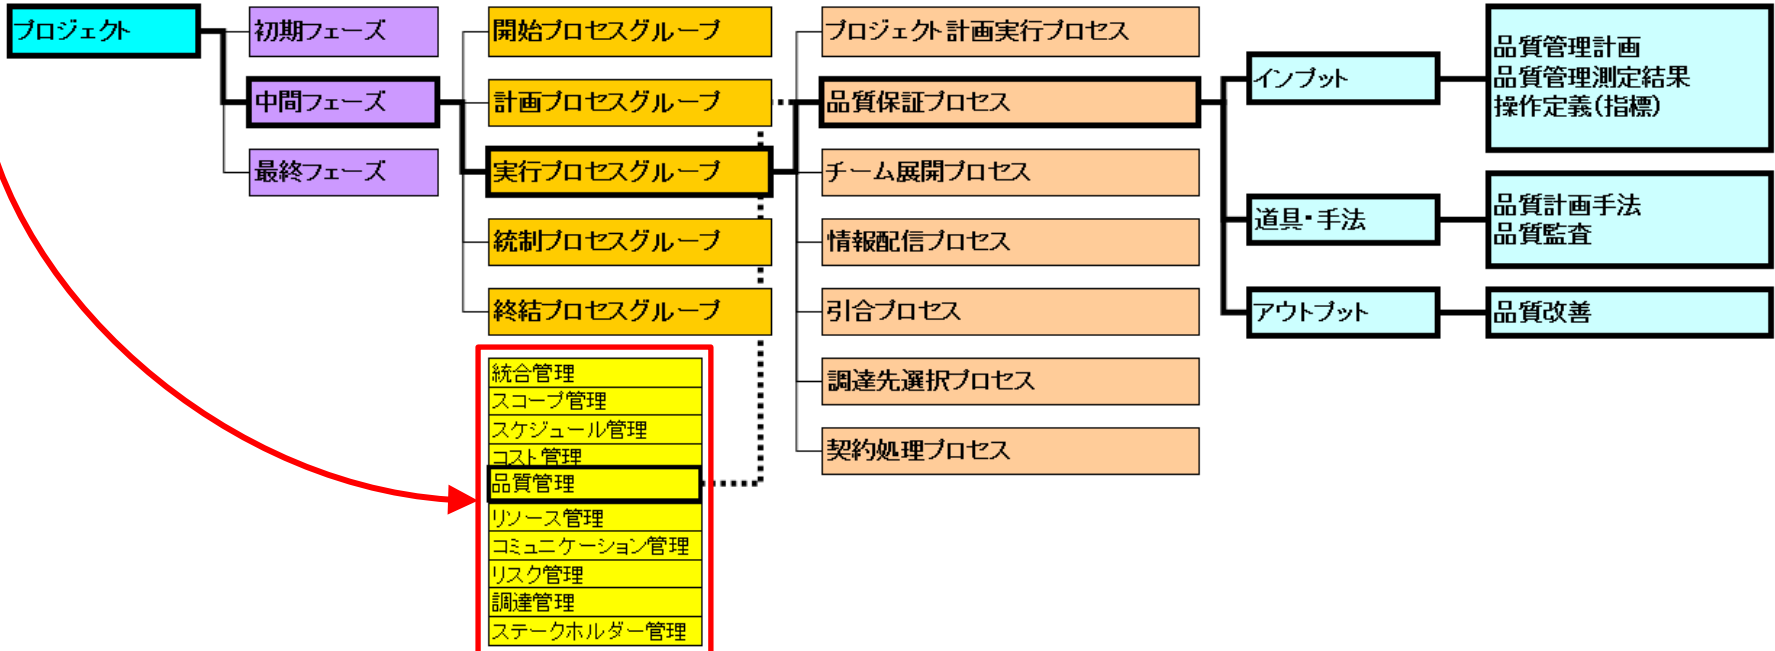 プロジェクト
初期フェーズ
中間フェーズ
最終フェーズ
開始プロセスグループ
計画プロセスグループ
実行プロセスグループ
統制プロセスグループ
終結プロセスグループ
統合管理
スコープ管理
スケジュール管理
コスト管理
品質管理
リソース管理
コミュニケーション管理
リスク管理
調達管理
ステークホルダー管理
プロジェクト計画実行プロセス
品質保証プロセス
チーム展開プロセス
情報配信プロセス
引合プロセス
調達先選択プロセス
契約処理プロセス
インプット
道具・手法
アウトプット
品質管理計画
品質管理測定結果
操作定義(指標)
品質計画手法
品質監査
品質改善